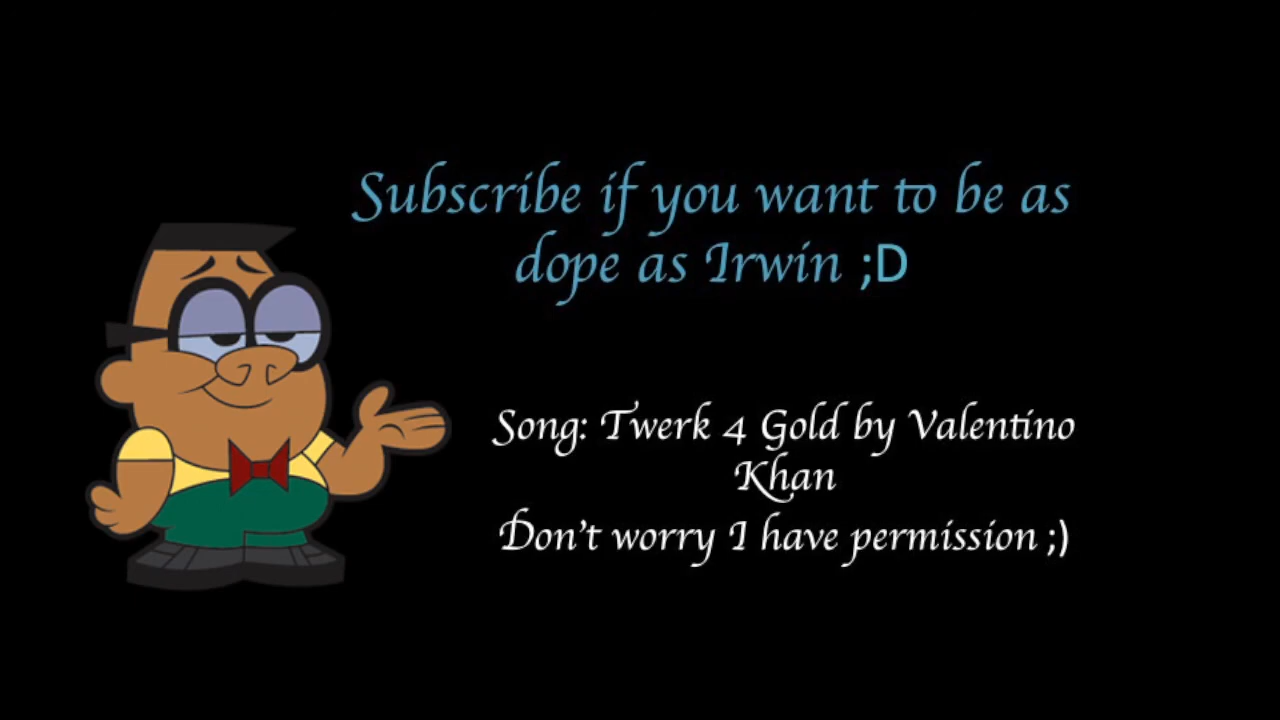 Subscribe if you want to be as
dope as Irwin ;D
Song: Twerk 4 Gold by Valentino
Khan
Don't worry I have permission ;)